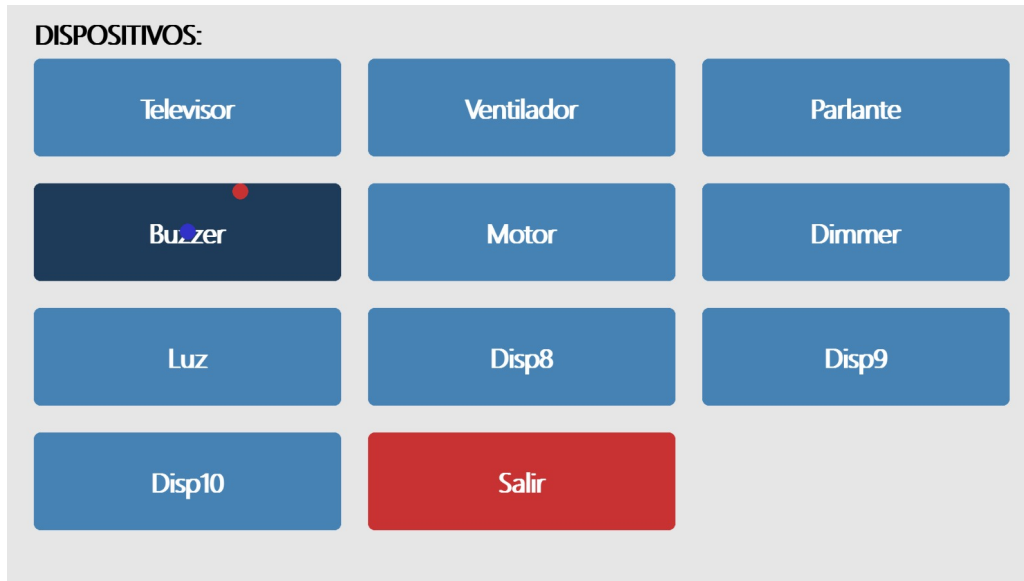 DISPOSITIVOS:
Televisor
Ventilador
Parlante
Buzzer
Motor
Dimmer
Luz
Disp8
Disp9
Disp10
Salir